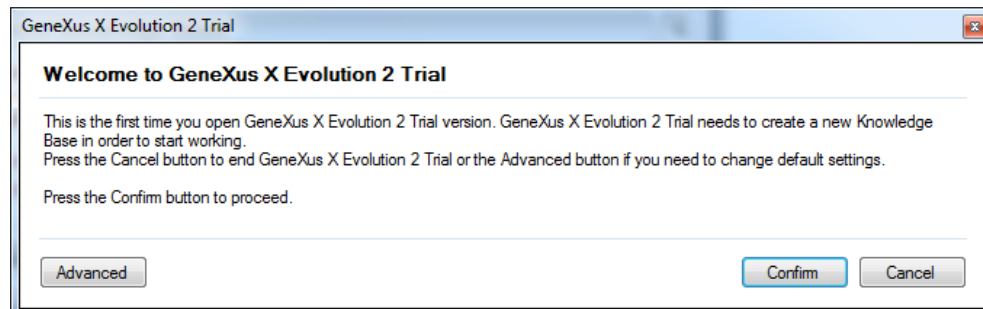 GeneXus X Evolution 2 Trial
Welcome to GeneXus X Evolution 2 Trial
This is the first time you open GeneXus X Evolution 2 Trial version. GeneXus X Evolution 2 Trial needs to create a new Knowledge
Base in order to start working.
Press the Cancel button to end GeneXus X Evolution 2 Trial or the Advanced button if you need to change default settings.
Press the Confirm button to proceed.
Advanced Confirm Cancel